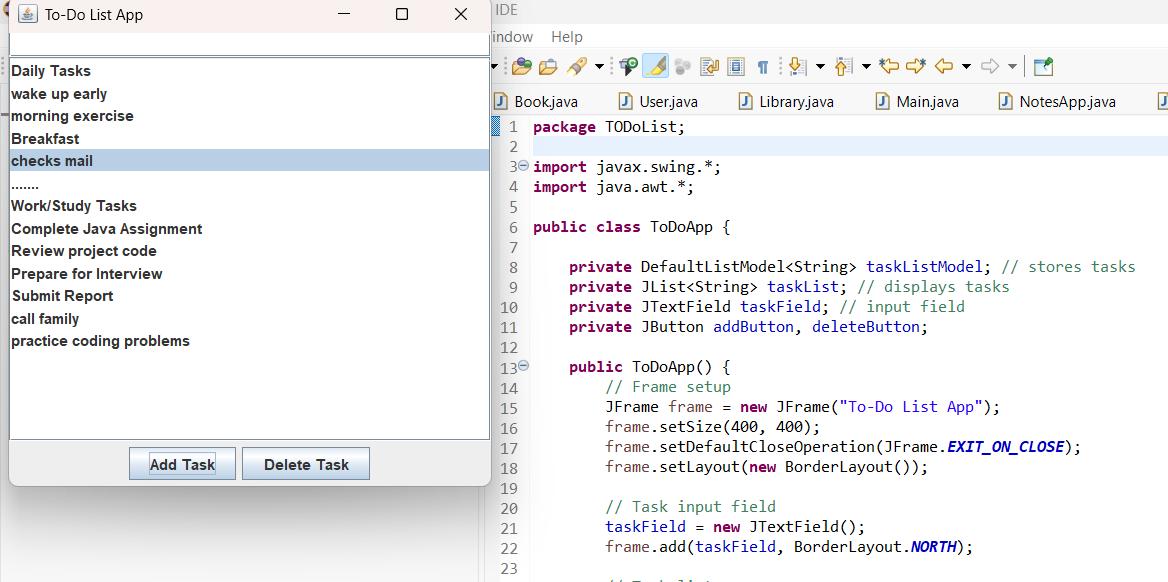 To-Do List App
Daily Tasks
wake up early
morning exercise
Breakfast
checks mail
.......
Work/Study Tasks
Complete Java Assignment
Review project code
Prepare for Interview
Submit Report
call family
practice coding problems
Add Task
Delete Task
IDE
indow Help
Book.java User.java Library.java Main.java NotesApp.java
1 package TODoList;
2
3 import javax.swing.*;
4 import java.awt.*;
5
6 public class ToDoApp {
7
8 private DefaultListModel<String> taskListModel; // stores tasks
9 private JList<String> taskList; // displays tasks
10 private JTextField taskField; // input field
11 private JButton addButton, deleteButton;
12
13 public ToDoApp() {
14 // Frame setup
15 JFrame frame = new JFrame("To-Do List App");
16 frame.setSize(400, 400);
17 frame.setDefaultCloseOperation(JFrame.EXIT_ON_CLOSE);
18 frame.setLayout(new BorderLayout());
19
20 // Task input field
21 taskField = new JTextField();
22 frame.add(taskField, BorderLayout.NORTH);
23